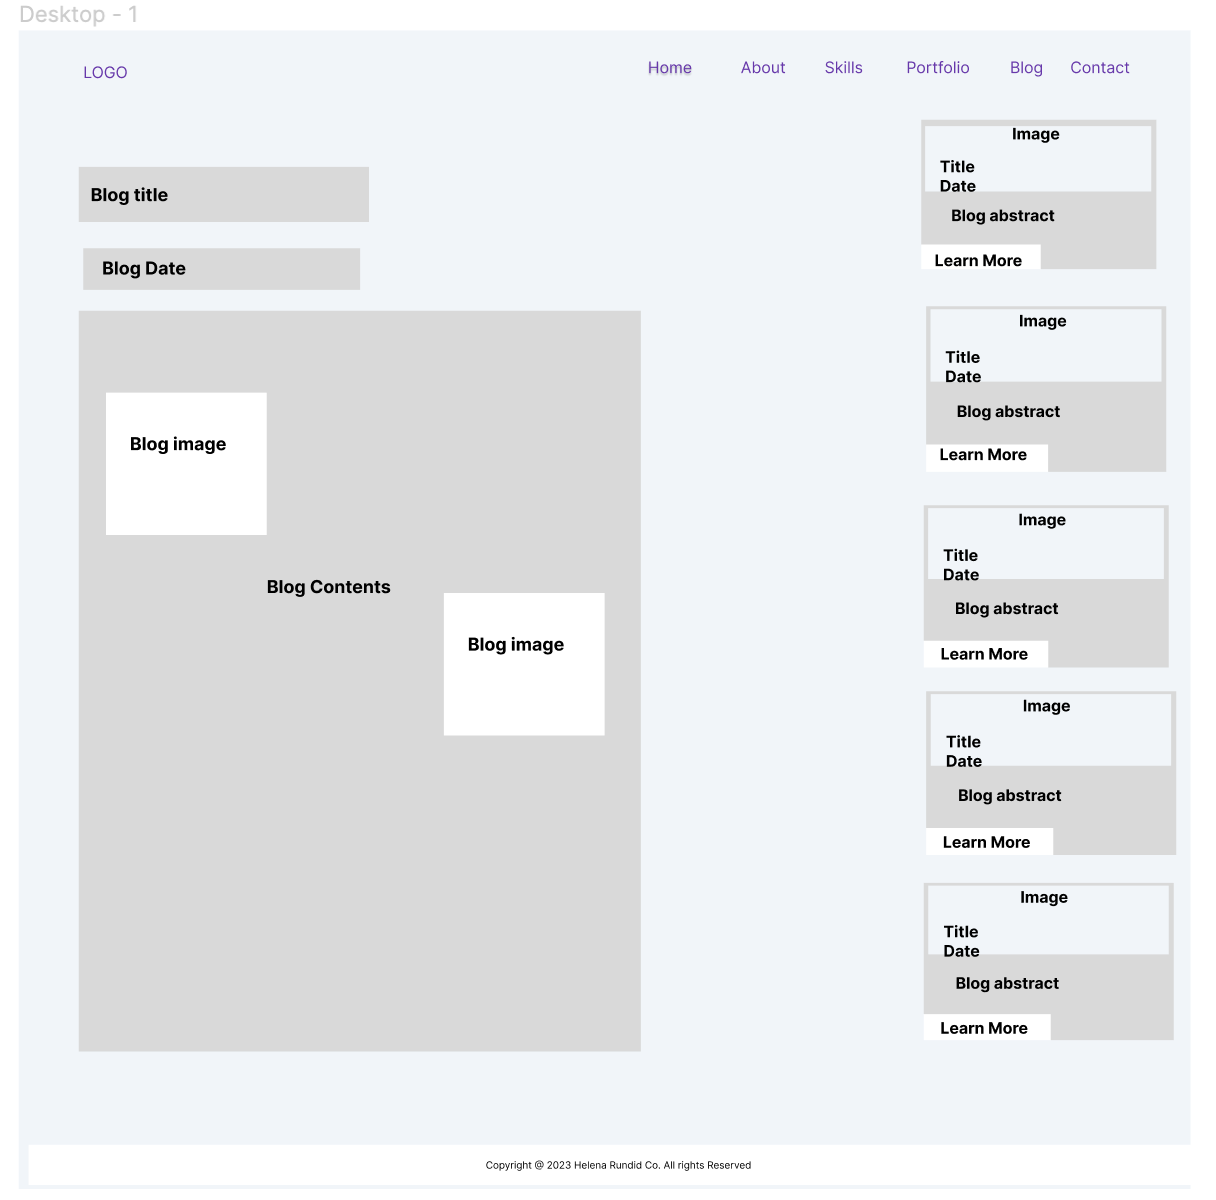 Desktop - 1
LOGO
Home About Skills Portfolio Blog Contact
Blog title
Blog Date
Blog image
Blog Contents
Blog image
Image
Title
Date
Blog abstract
Learn More
Image
Title
Date
Blog abstract
Learn More
Image
Title
Date
Blog abstract
Learn More
Image
Title
Date
Blog abstract
Learn More
Image
Title
Date
Blog abstract
Learn More
Copyright @ 2023 Helena Rundid Co. All rights Reserved